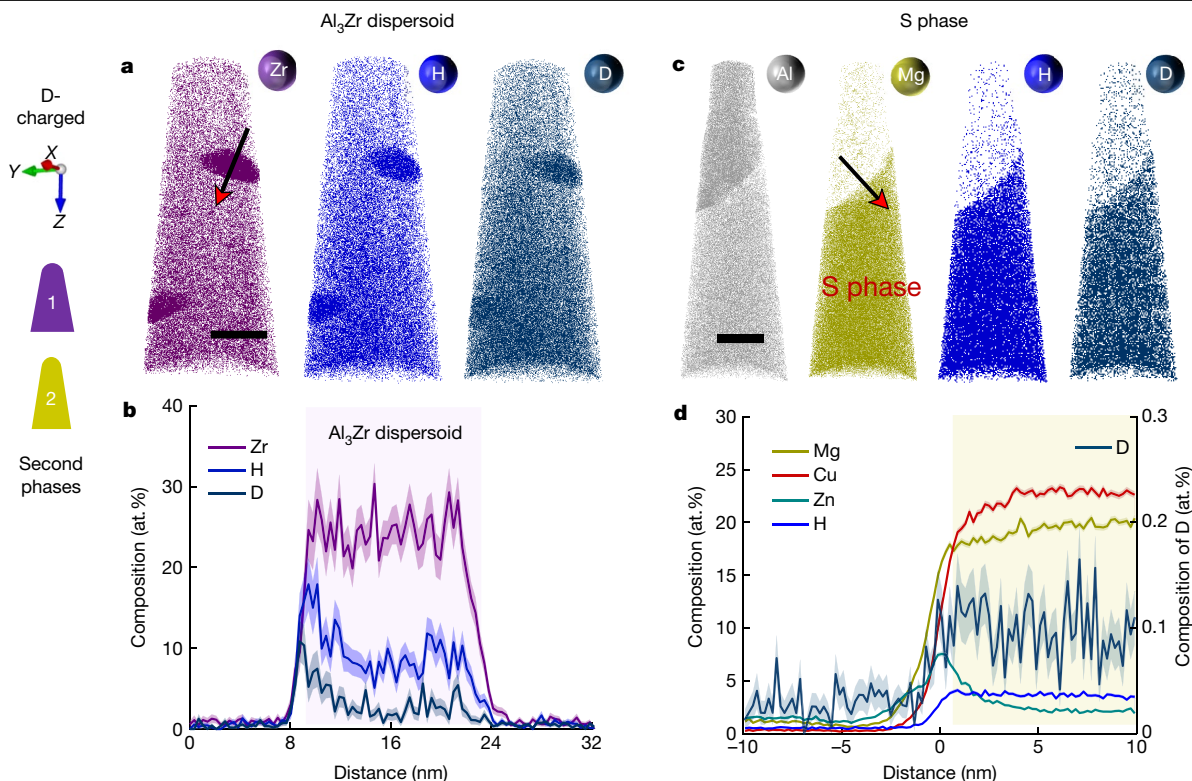 Al₃Zr dispersoid
S phase
a
Zr
H
D
c
Al
Mg
H
D
D-
charged
X
Y
Z
S phase
1
2
Second
phases
b
40
30
20
10
0
Composition (at.%)
Al₃Zr dispersoid
Zr
H
D
0
8
16
24
32
Distance (nm)
d
30
25
20
15
10
5
0
Composition (at.%)
Mg
Cu
Zn
H
D
0.3
0.2
0.1
0
Composition of D (at.%)
−10
−5
0
5
10
Distance (nm)